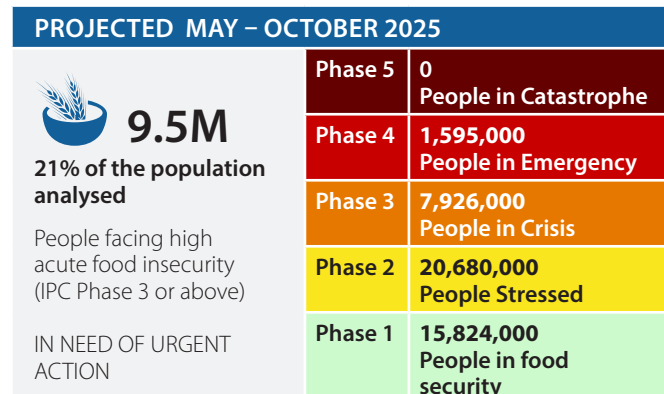 PROJECTED MAY – OCTOBER 2025
9.5M
21% of the population
analysed
People facing high
acute food insecurity
(IPC Phase 3 or above)
IN NEED OF URGENT
ACTION
Phase 5
0
People in Catastrophe
Phase 4
1,595,000
People in Emergency
Phase 3
7,926,000
People in Crisis
Phase 2
20,680,000
People Stressed
Phase 1
15,824,000
People in food
security